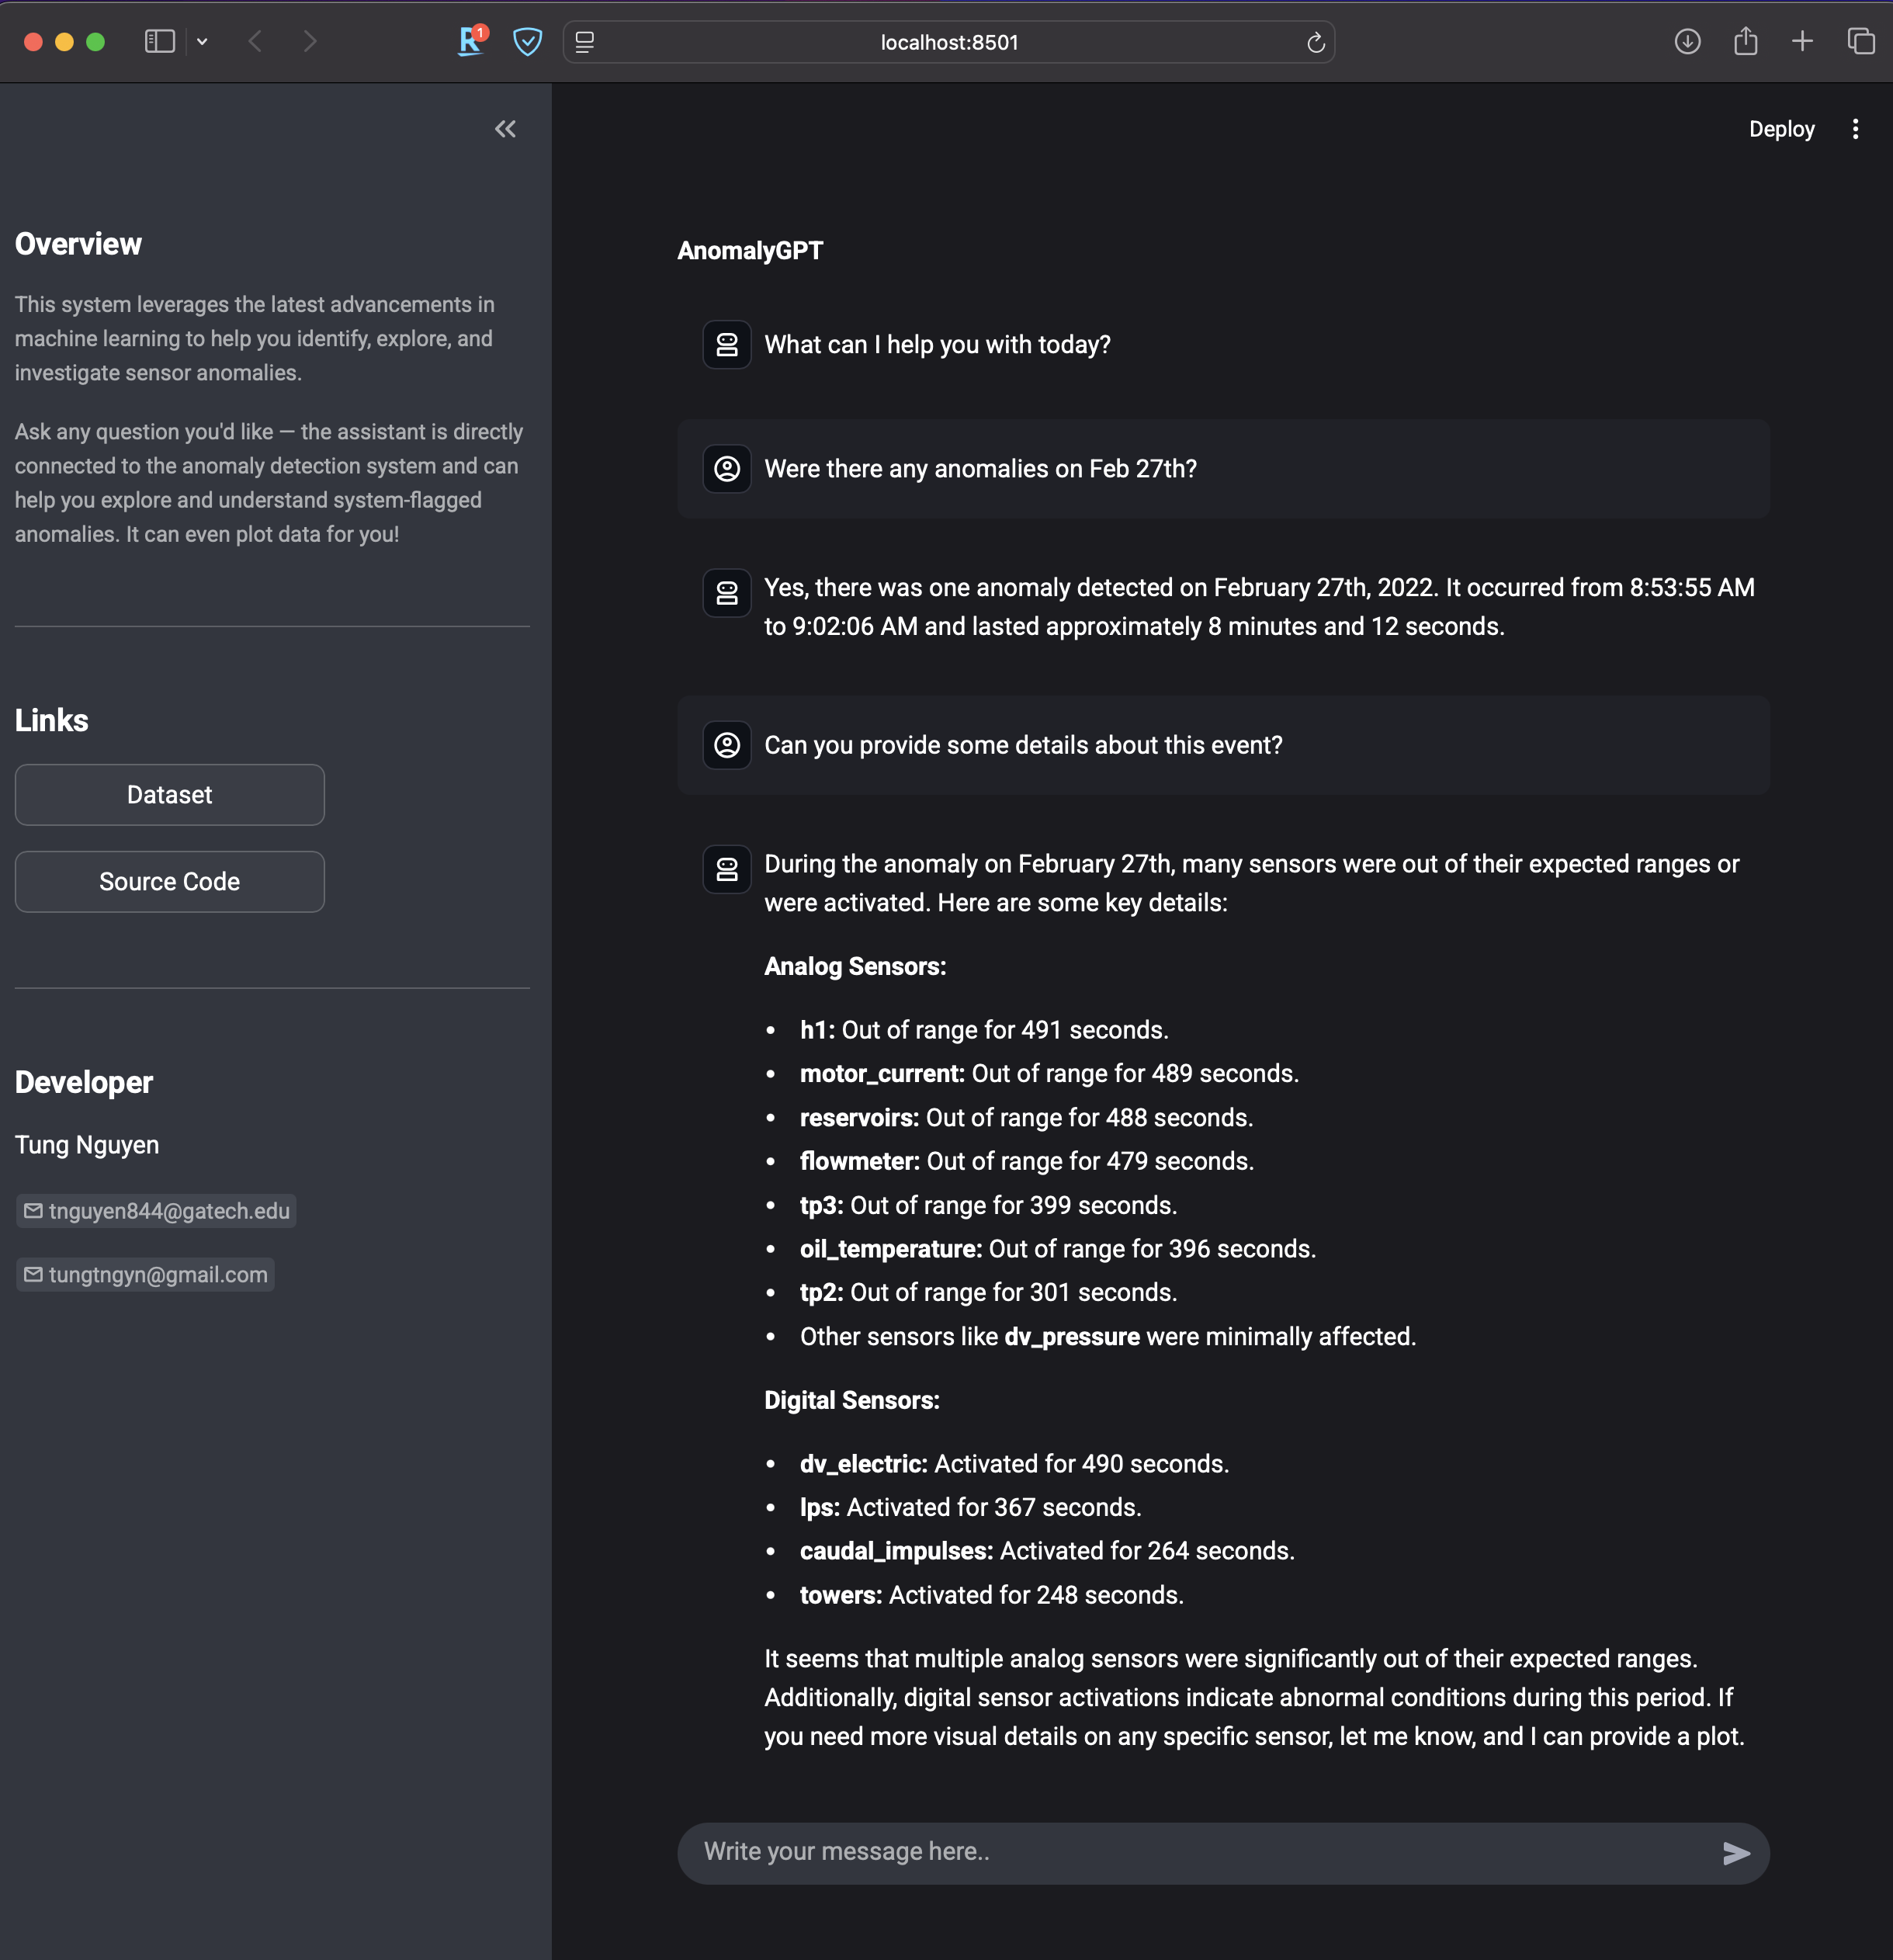 R 1
localhost:8501
Deploy
Overview
This system leverages the latest advancements in
machine learning to help you identify, explore, and
investigate sensor anomalies.
Ask any question you'd like — the assistant is directly
connected to the anomaly detection system and can
help you explore and understand system-flagged
anomalies. It can even plot data for you!
Links
Dataset
Source Code
Developer
Tung Nguyen
tnguyen844@gatech.edu
tungtngyn@gmail.com
AnomalyGPT
What can I help you with today?
Were there any anomalies on Feb 27th?
Yes, there was one anomaly detected on February 27th, 2022. It occurred from 8:53:55 AM
to 9:02:06 AM and lasted approximately 8 minutes and 12 seconds.
Can you provide some details about this event?
During the anomaly on February 27th, many sensors were out of their expected ranges or
were activated. Here are some key details:
Analog Sensors:
• h1: Out of range for 491 seconds.
• motor_current: Out of range for 489 seconds.
• reservoirs: Out of range for 488 seconds.
• flowmeter: Out of range for 479 seconds.
• tp3: Out of range for 399 seconds.
• oil_temperature: Out of range for 396 seconds.
• tp2: Out of range for 301 seconds.
• Other sensors like dv_pressure were minimally affected.
Digital Sensors:
• dv_electric: Activated for 490 seconds.
• lps: Activated for 367 seconds.
• caudal_impulses: Activated for 264 seconds.
• towers: Activated for 248 seconds.
It seems that multiple analog sensors were significantly out of their expected ranges.
Additionally, digital sensor activations indicate abnormal conditions during this period. If
you need more visual details on any specific sensor, let me know, and I can provide a plot.
Write your message here..